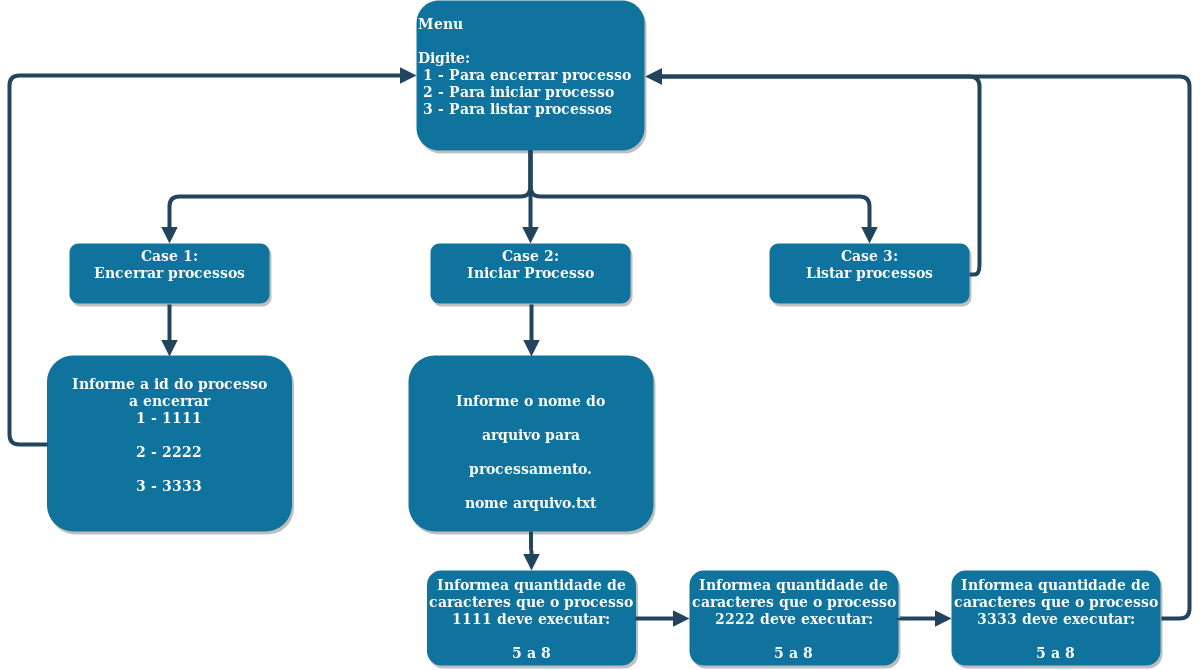 Menu
Digite:
1 - Para encerrar processo
2 - Para iniciar processo
3 - Para listar processos
Case 1:
Encerrar processos
Case 2:
Iniciar Processo
Case 3:
Listar processos
Informe a id do processo
a encerrar
1 - 1111
2 - 2222
3 - 3333
Informe o nome do
arquivo para
processamento.
nome arquivo.txt
Informea quantidade de
caracteres que o processo
1111 deve executar:
5 a 8
Informea quantidade de
caracteres que o processo
2222 deve executar:
5 a 8
Informea quantidade de
caracteres que o processo
3333 deve executar:
5 a 8